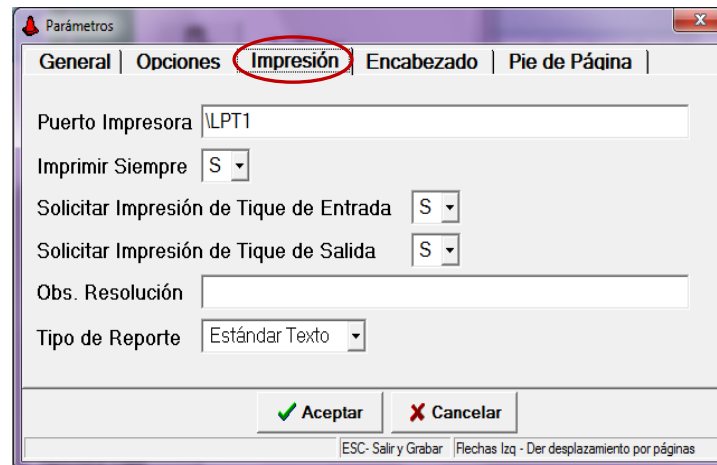 Parámetros x
General | Opciones Impresión Encabezado | Pie de Página |
Puerto Impresora \LPT1
Imprimir Siempre S
Solicitar Impresión de Tique de Entrada S
Solicitar Impresión de Tique de Salida S
Obs. Resolución
Tipo de Reporte Estándar Texto
Aceptar Cancelar
ESC- Salir y Grabar Flechas Izq - Der desplazamiento por páginas